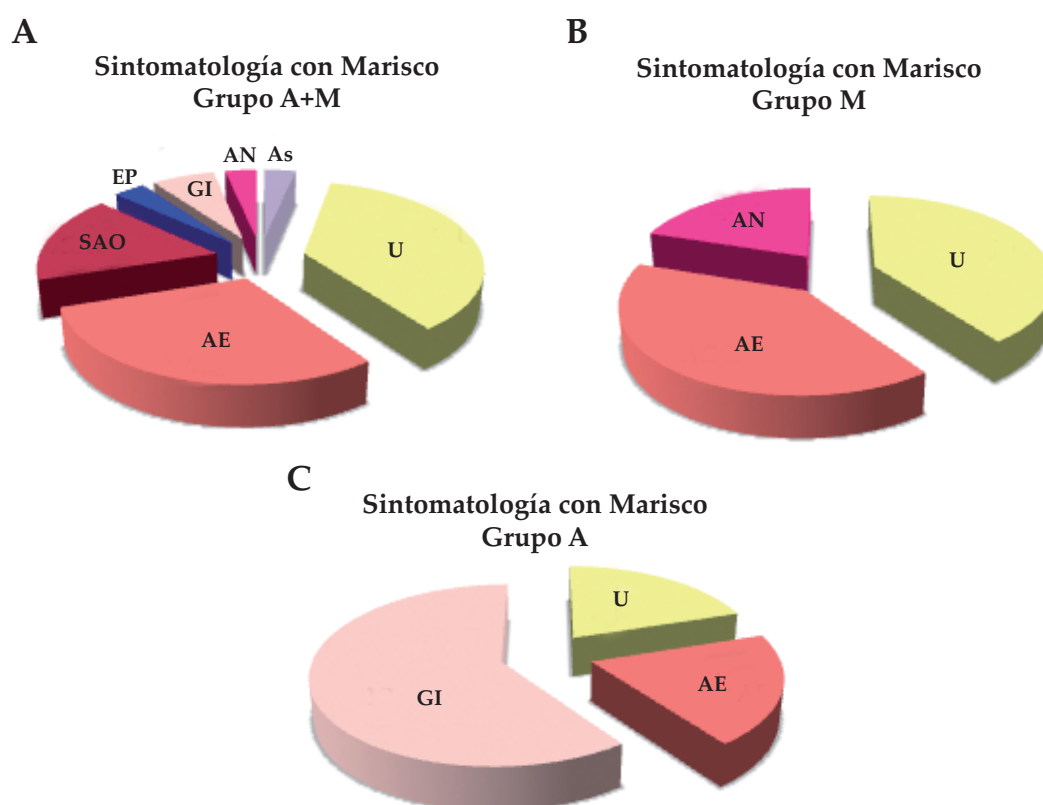 A
Sintomatología con Marisco
Grupo A+M
EP
GI
AN
As
SAO
U
AE
B
Sintomatología con Marisco
Grupo M
AN
U
AE
C
Sintomatología con Marisco
Grupo A
U
AE
GI